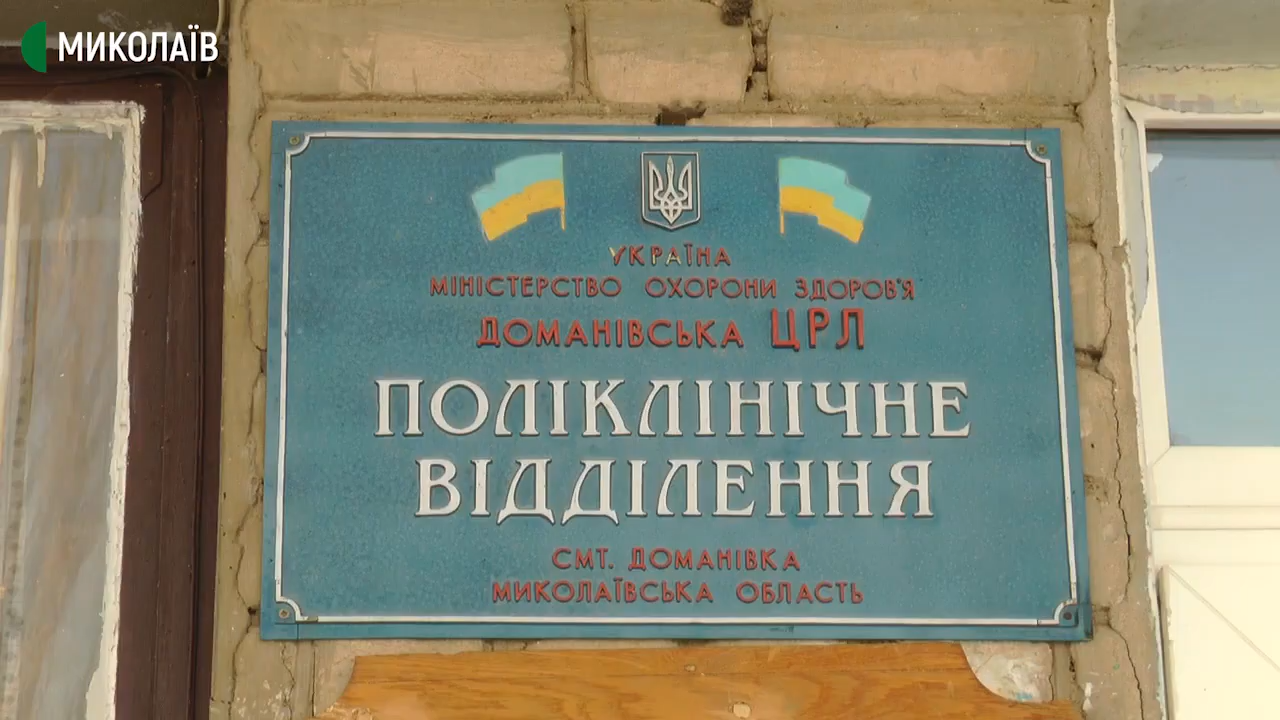 МИКОЛАЇВ
УКРАЇНА
МІНІСТЕРСТВО ОХОРОНИ ЗДОРОВ'Я
ДОМАНІВСЬКА ЦРЛ
ПОЛІКЛІНІЧНЕ
ВІДДІЛЕННЯ
СМТ. ДОМАНІВКА
МИКОЛАЇВСЬКА ОБЛАСТЬ